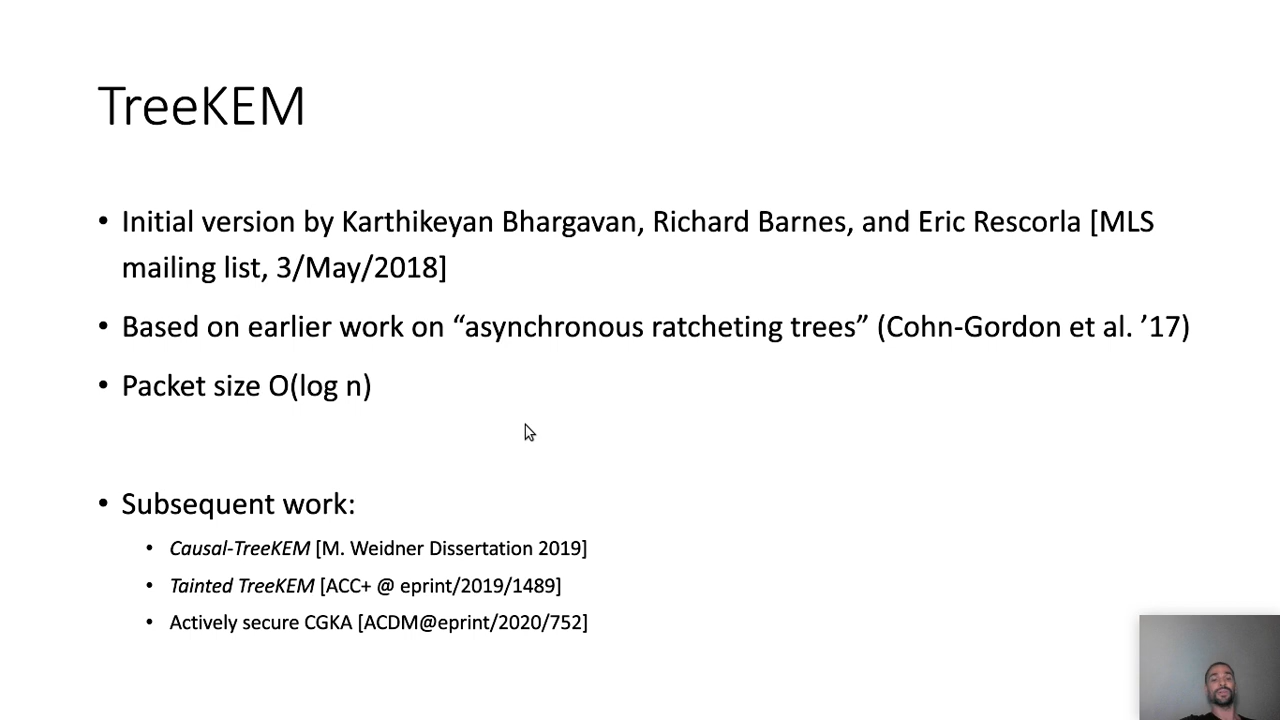 TreeKEM
• Initial version by Karthikeyan Bhargavan, Richard Barnes, and Eric Rescorla [MLS
mailing list, 3/May/2018]
• Based on earlier work on “asynchronous ratcheting trees” (Cohn-Gordon et al. ’17)
• Packet size O(log n)
• Subsequent work:
• Causal-TreeKEM [M. Weidner Dissertation 2019]
• Tainted TreeKEM [ACC+ @ eprint/2019/1489]
• Actively secure CGKA [ACDM@eprint/2020/752]